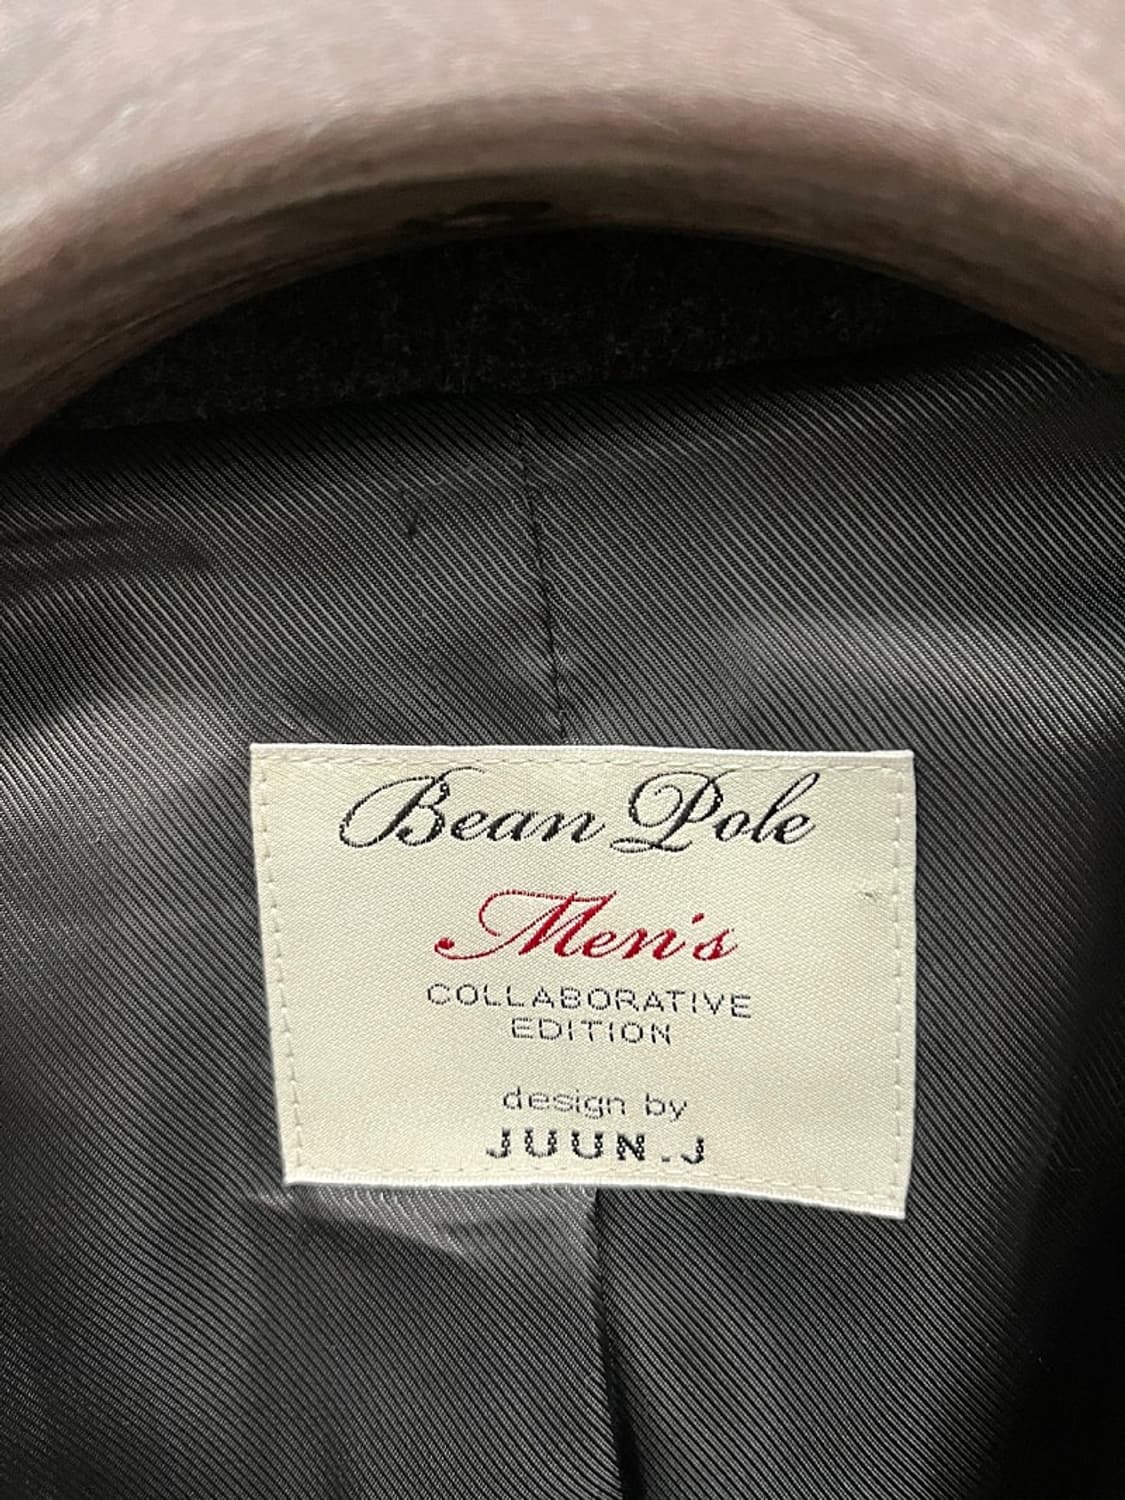 Bean Pole
Men's
COLLABORATIVE
EDITION
design by
JUUN.J